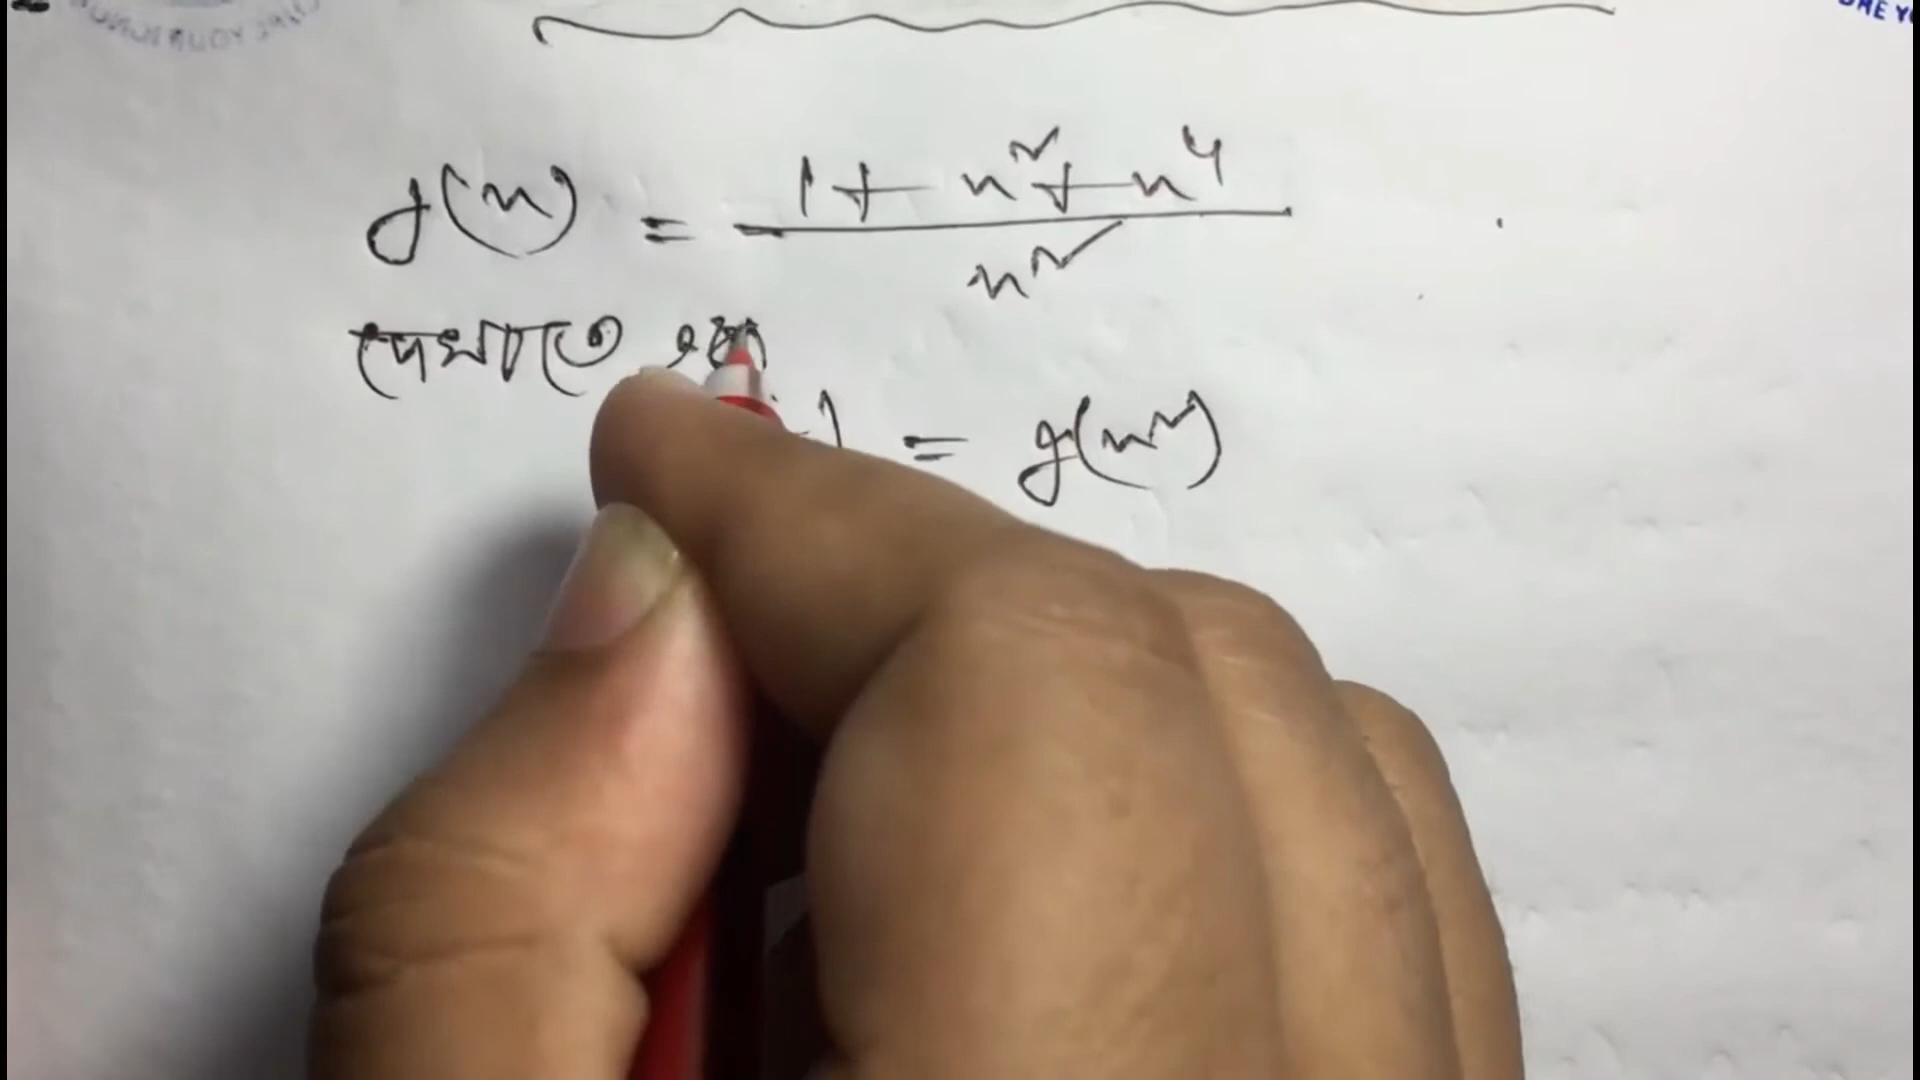 g(x) = (1 + x² + x⁴) / x²
দেখাতে হবে
) = g(x²)